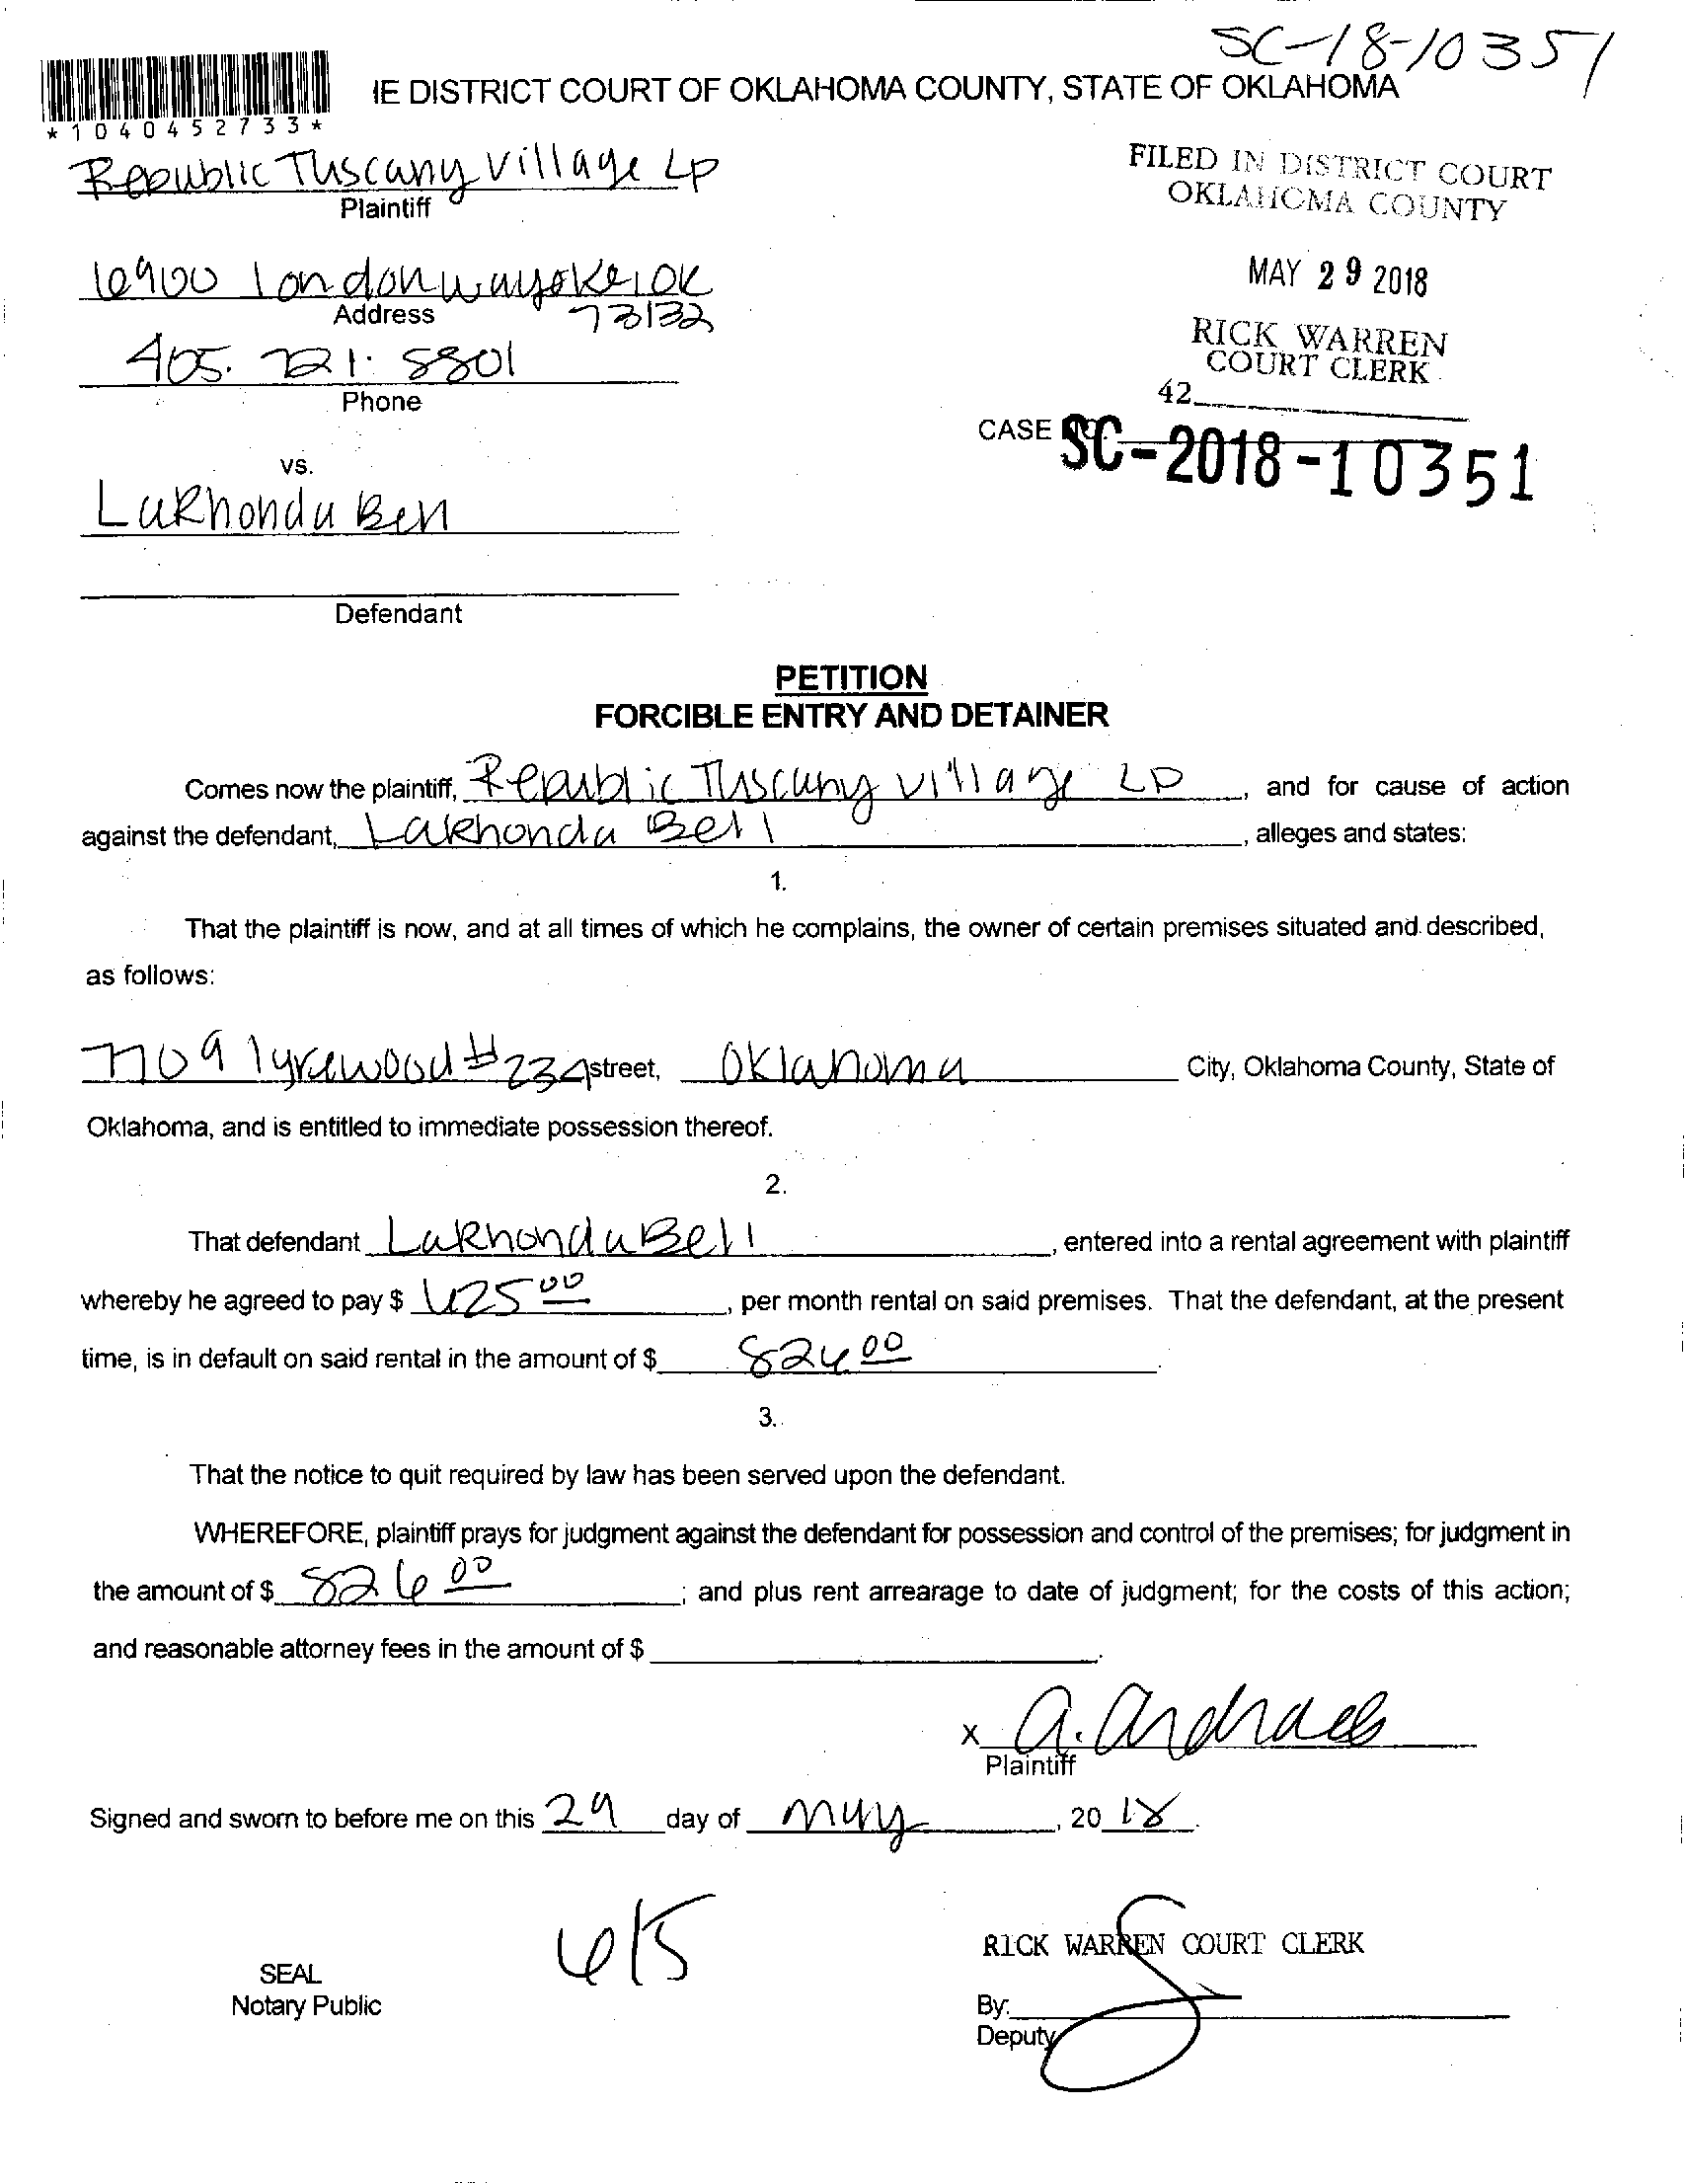 SC-18-10351
IE DISTRICT COURT OF OKLAHOMA COUNTY, STATE OF OKLAHOMA
*1040452733*
Republic Tuscany Village LP
Plaintiff
FILED IN DISTRICT COURT
OKLAHOMA COUNTY
6900 London way OKC, OK
Address
73132
MAY 29 2018
405. 721. 8801
Phone
RICK WARREN
COURT CLERK
42
CASE NO. SC-2018-10351
vs.
LaRhonda Bell
Defendant
PETITION
FORCIBLE ENTRY AND DETAINER
Comes now the plaintiff, Republic Tuscany Village LP, and for cause of action
against the defendant, LaRhonda Bell, alleges and states:
1.
That the plaintiff is now, and at all times of which he complains, the owner of certain premises situated and described,
as follows:
7709 lyrewood #234 street, Oklahoma City, Oklahoma County, State of
Oklahoma, and is entitled to immediate possession thereof.
2.
That defendant LaRhonda Bell, entered into a rental agreement with plaintiff
whereby he agreed to pay $ 625 00, per month rental on said premises. That the defendant, at the present
time, is in default on said rental in the amount of $ 826 00.
3.
That the notice to quit required by law has been served upon the defendant.
WHEREFORE, plaintiff prays for judgment against the defendant for possession and control of the premises; for judgment in
the amount of $ 826 00; and plus rent arrearage to date of judgment; for the costs of this action;
and reasonable attorney fees in the amount of $ .
x A. Andrade
Plaintiff
Signed and sworn to before me on this 29 day of May, 20 18.
6/5
RICK WARREN COURT CLERK
SEAL
Notary Public
By:
Deputy